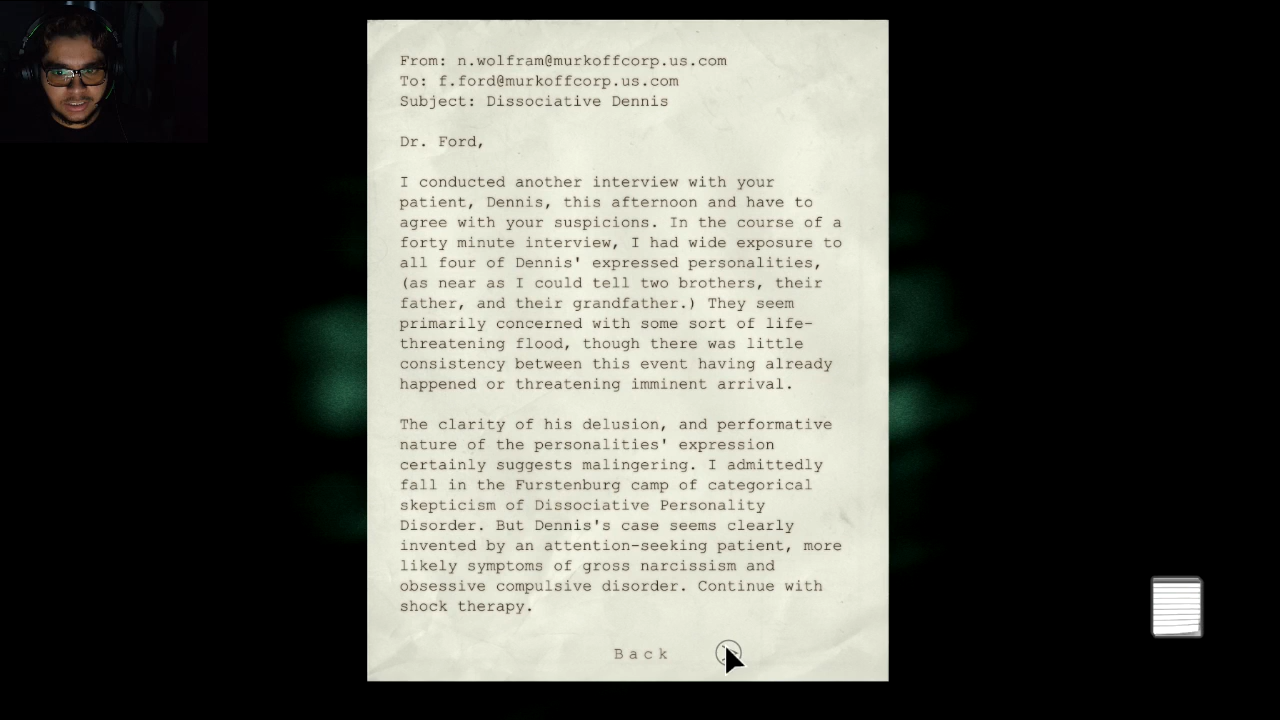 From: n.wolfram@murkoffcorp.us.com
To: f.ford@murkoffcorp.us.com
Subject: Dissociative Dennis
Dr. Ford,
I conducted another interview with your
patient, Dennis, this afternoon and have to
agree with your suspicions. In the course of a
forty minute interview, I had wide exposure to
all four of Dennis' expressed personalities,
(as near as I could tell two brothers, their
father, and their grandfather.) They seem
primarily concerned with some sort of life-
threatening flood, though there was little
consistency between this event having already
happened or threatening imminent arrival.
The clarity of his delusion, and performative
nature of the personalities' expression
certainly suggests malingering. I admittedly
fall in the Furstenburg camp of categorical
skepticism of Dissociative Personality
Disorder. But Dennis's case seems clearly
invented by an attention-seeking patient, more
likely symptoms of gross narcissism and
obsessive compulsive disorder. Continue with
shock therapy.
Back